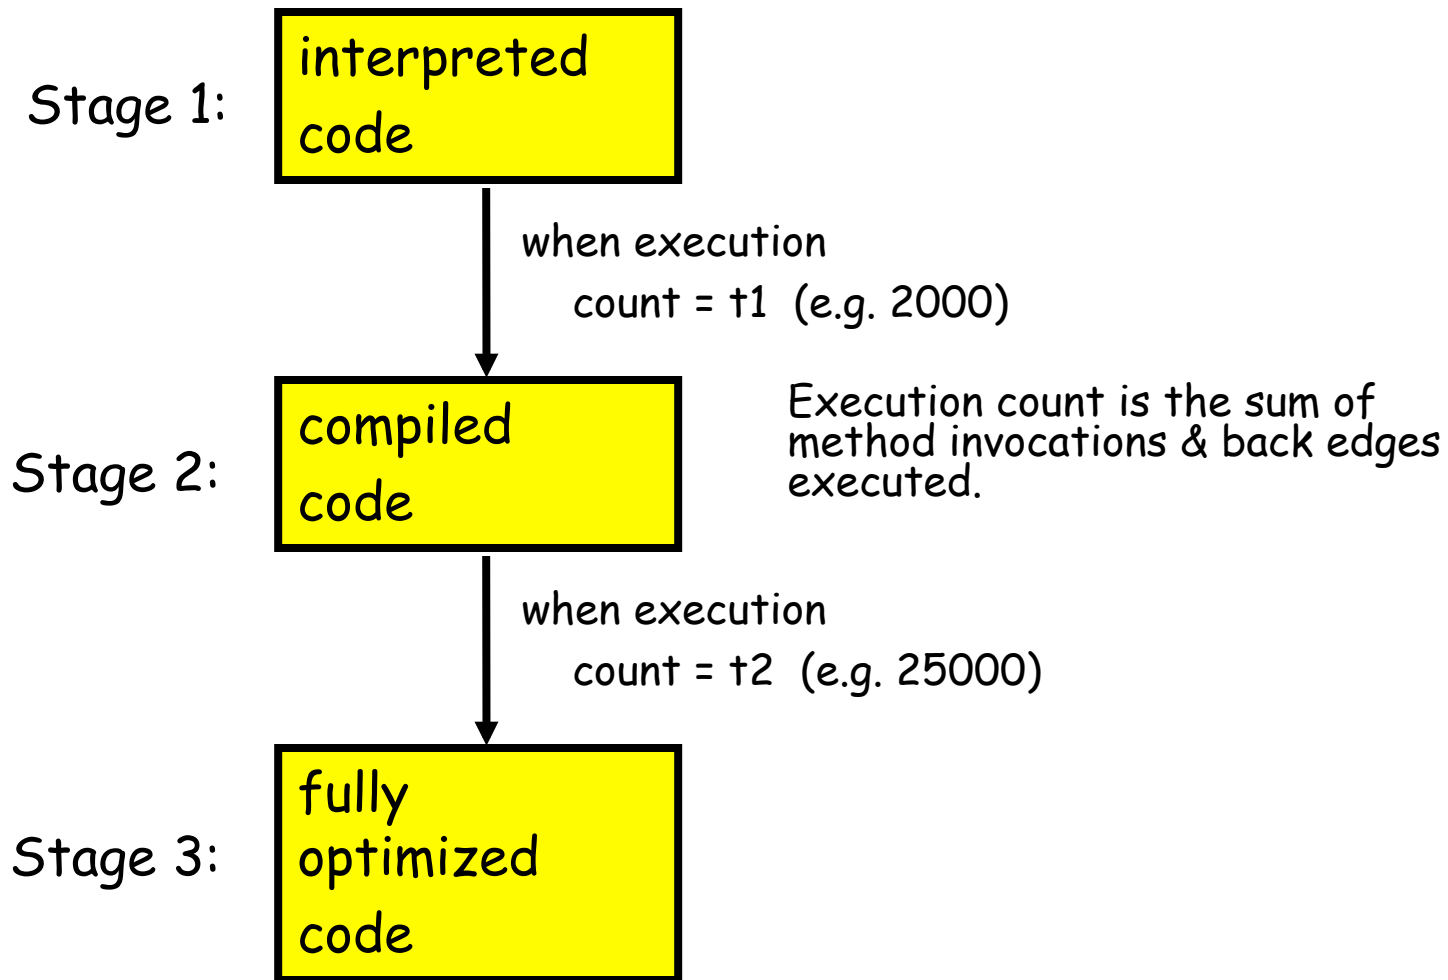 Stage 1:
interpreted
code
when execution
count = t1 (e.g. 2000)
Stage 2:
compiled
code
Execution count is the sum of
method invocations & back edges
executed.
when execution
count = t2 (e.g. 25000)
Stage 3:
fully
optimized
code